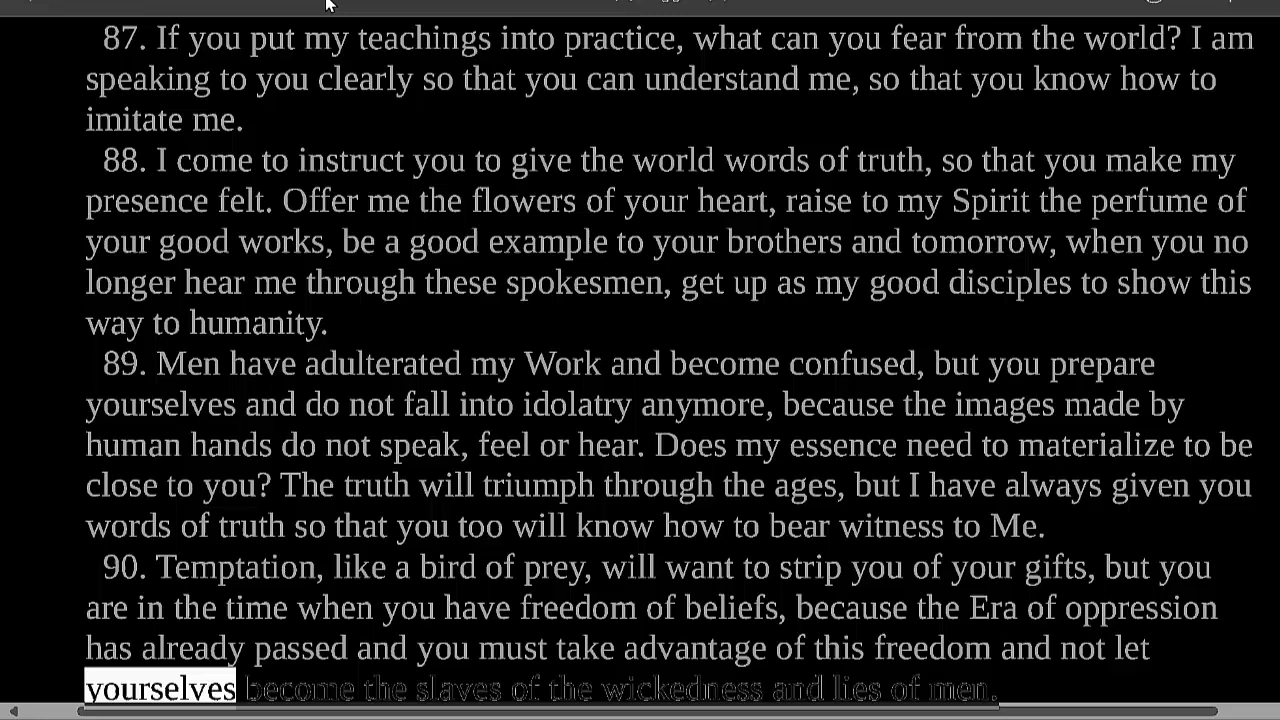 87. If you put my teachings into practice, what can you fear from the world? I am
speaking to you clearly so that you can understand me, so that you know how to
imitate me.
88. I come to instruct you to give the world words of truth, so that you make my
presence felt. Offer me the flowers of your heart, raise to my Spirit the perfume of
your good works, be a good example to your brothers and tomorrow, when you no
longer hear me through these spokesmen, get up as my good disciples to show this
way to humanity.
89. Men have adulterated my Work and become confused, but you prepare
yourselves and do not fall into idolatry anymore, because the images made by
human hands do not speak, feel or hear. Does my essence need to materialize to be
close to you? The truth will triumph through the ages, but I have always given you
words of truth so that you too will know how to bear witness to Me.
90. Temptation, like a bird of prey, will want to strip you of your gifts, but you
are in the time when you have freedom of beliefs, because the Era of oppression
has already passed and you must take advantage of this freedom and not let
yourselves become the slaves of the wickedness and lies of men.